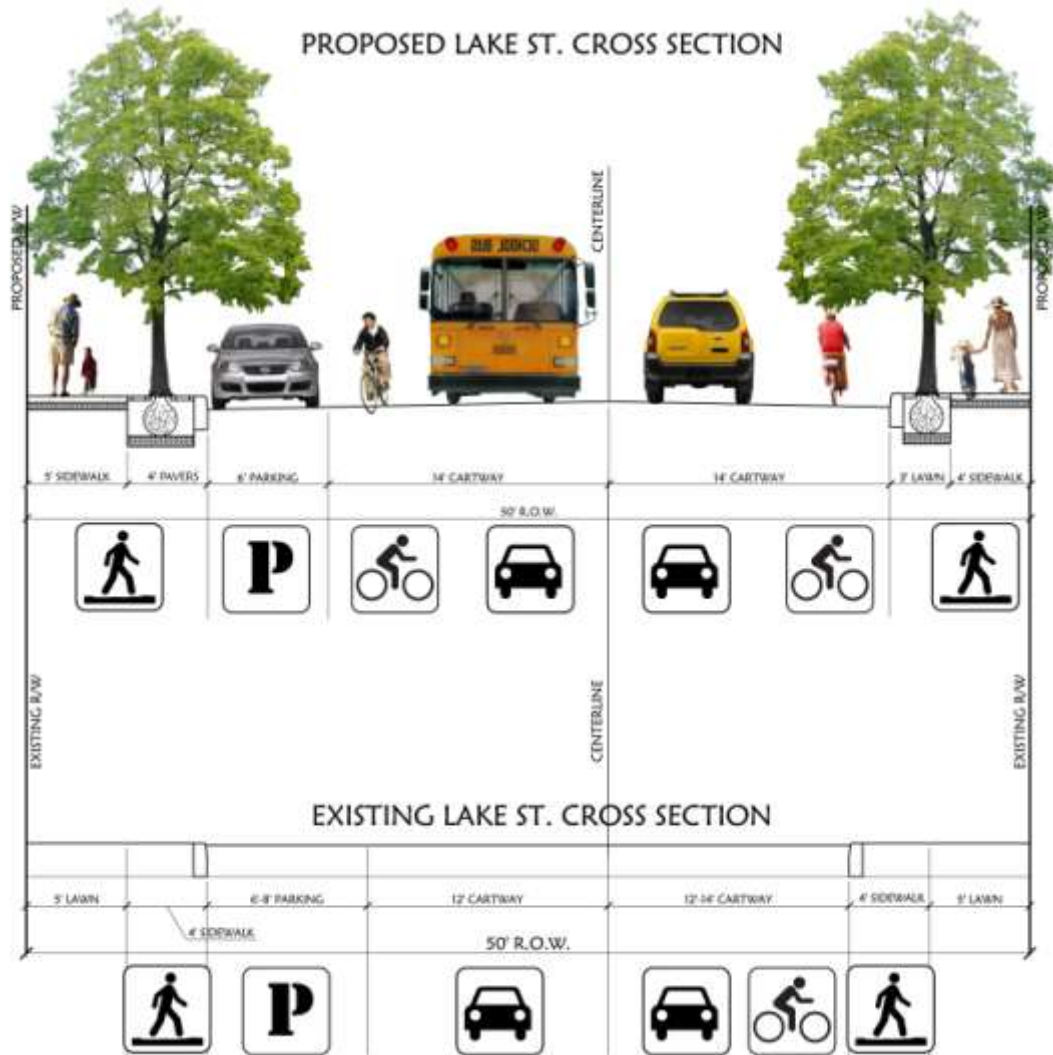 PROPOSED LAKE ST. CROSS SECTION
PROPOSED R/W
CENTERLINE
PROPOSED R/W
SCHOOL BUS
5' SIDEWALK
4' PAVERS
6' PARKING
14' CARTWAY
14' CARTWAY
3' LAWN
4' SIDEWALK
50' R.O.W.
P
EXISTING R/W
CENTERLINE
EXISTING R/W
EXISTING LAKE ST. CROSS SECTION
5' LAWN
6'-8' PARKING
12' CARTWAY
12'-14' CARTWAY
4' SIDEWALK
5' LAWN
4' SIDEWALK
50' R.O.W.
P